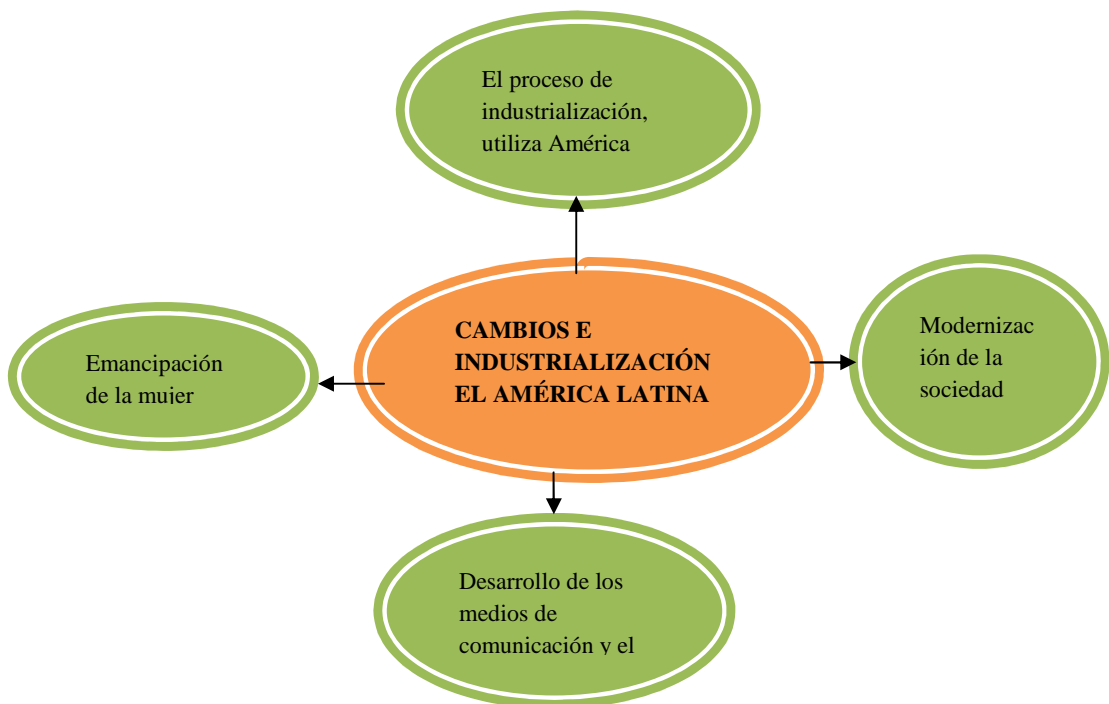 El proceso de
industrialización,
utiliza América
CAMBIOS E
INDUSTRIALIZACIÓN
EL AMÉRICA LATINA
Modernizac
ión de la
sociedad
Emancipación
de la mujer
Desarrollo de los
medios de
comunicación y el